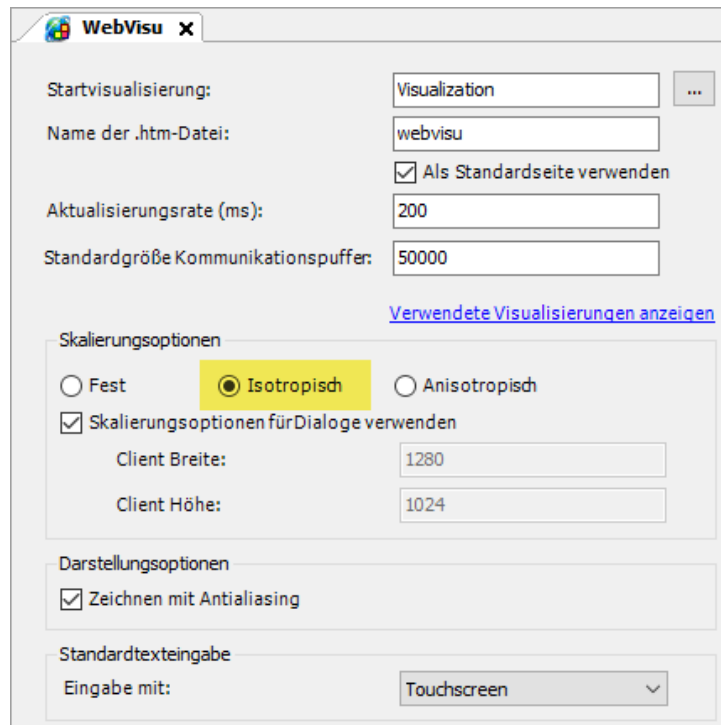 WebVisu
Startvisualisierung: Visualization ...
Name der .htm-Datei: webvisu
Als Standardseite verwenden
Aktualisierungsrate (ms): 200
Standardgröße Kommunikationspuffer: 50000
Verwendete Visualisierungen anzeigen
Skalierungsoptionen
Fest Isotropisch Anisotropisch
Skalierungsoptionen für Dialoge verwenden
Client Breite: 1280
Client Höhe: 1024
Darstellungsoptionen
Zeichnen mit Antialiasing
Standardtexteingabe
Eingabe mit: Touchscreen